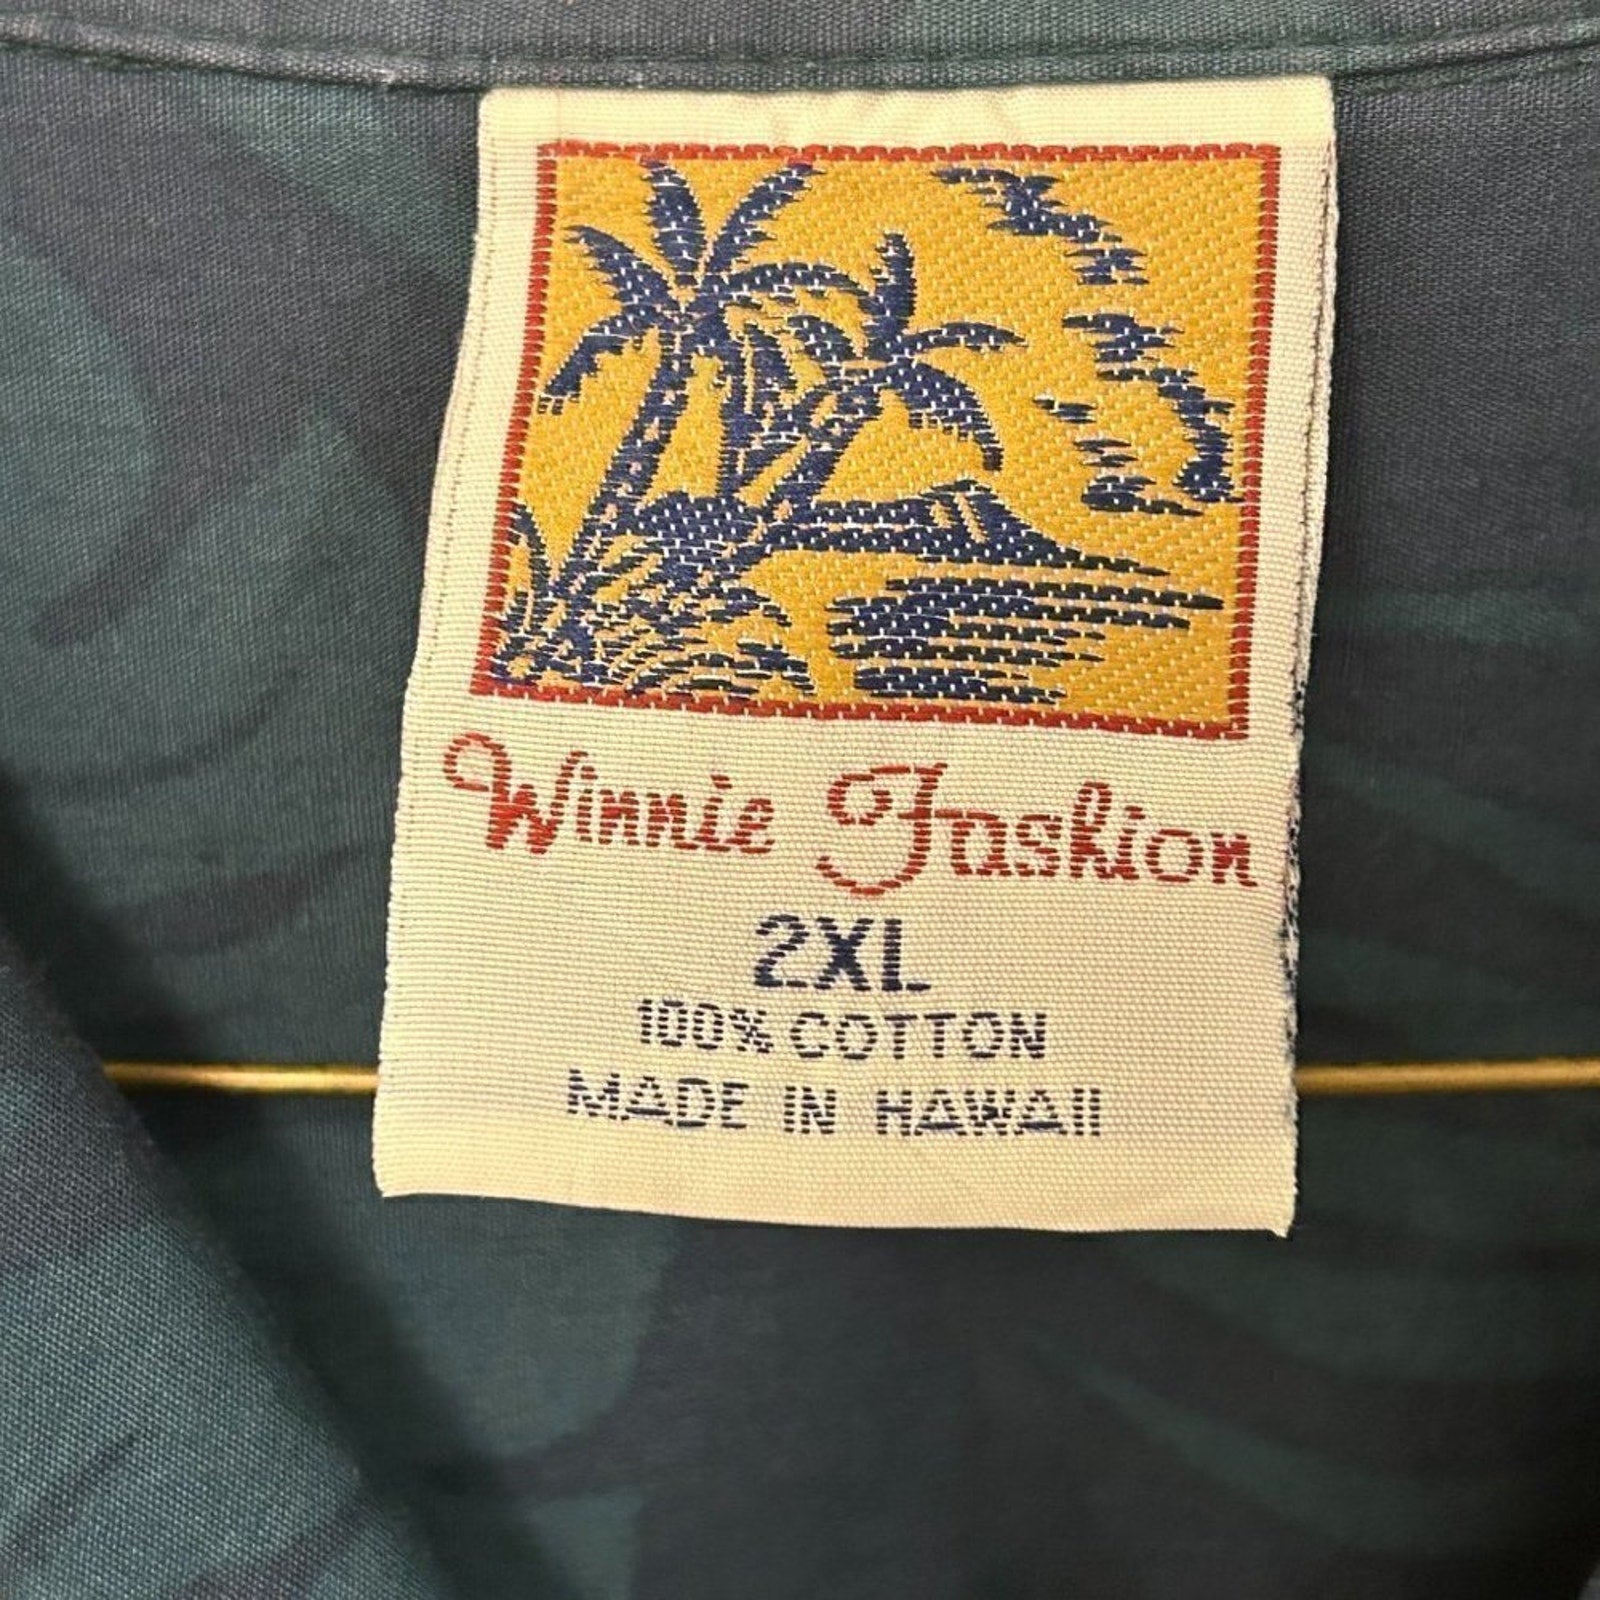 Winnie Fashion
2XL
100% COTTON
MADE IN HAWAII